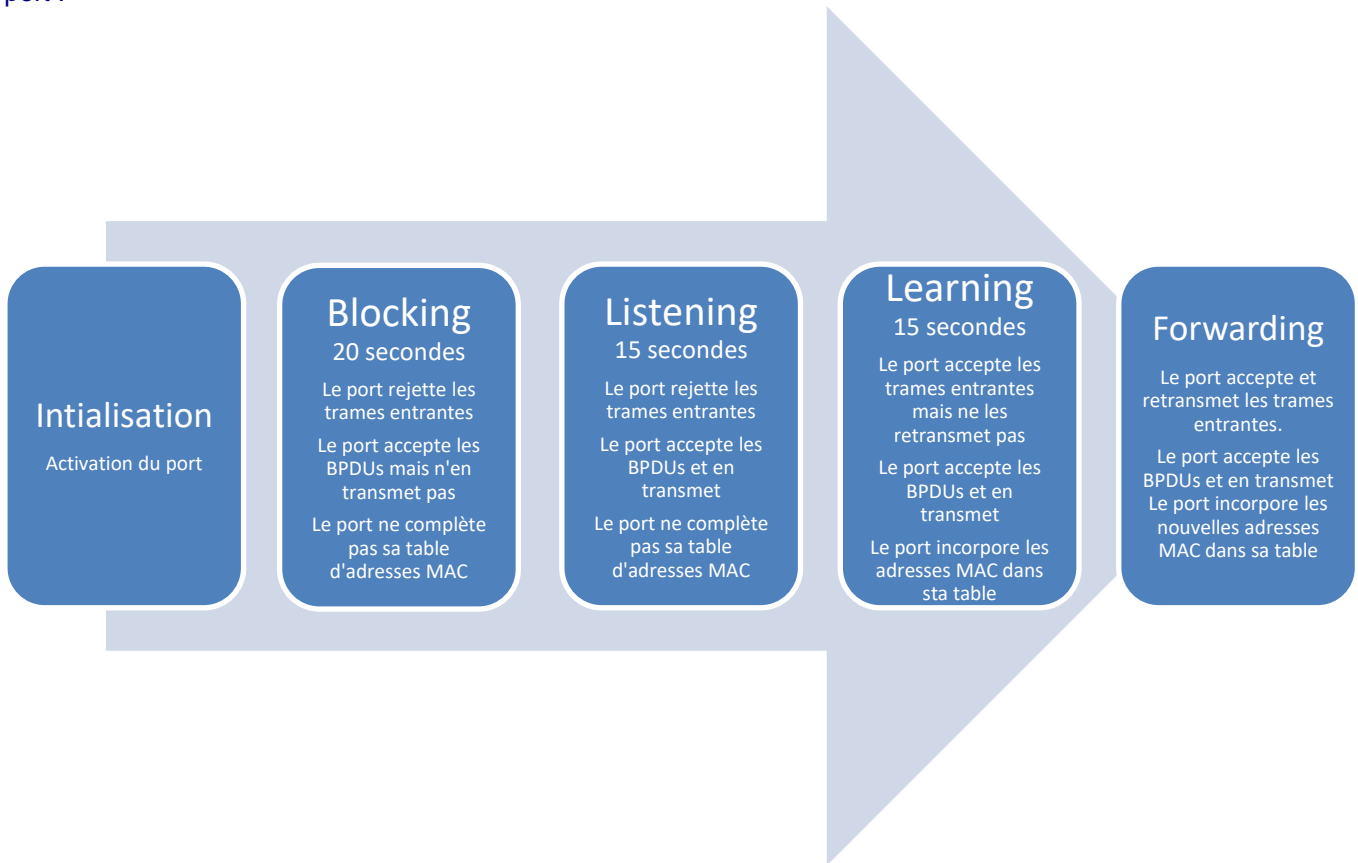 port :
Intialisation
Activation du port
Blocking
20 secondes
Le port rejette les
trames entrantes
Le port accepte les
BPDUs mais n'en
transmet pas
Le port ne complète
pas sa table
d'adresses MAC
Listening
15 secondes
Le port rejette les
trames entrantes
Le port accepte les
BPDUs et en
transmet
Le port ne complète
pas sa table
d'adresses MAC
Learning
15 secondes
Le port accepte les
trames entrantes
mais ne les
retransmet pas
Le port accepte les
BPDUs et en
transmet
Le port incorpore les
adresses MAC dans
sta table
Forwarding
Le port accepte et
retransmet les trames
entrantes.
Le port accepte les
BPDUs et en transmet
Le port incorpore les
nouvelles adresses
MAC dans sa table